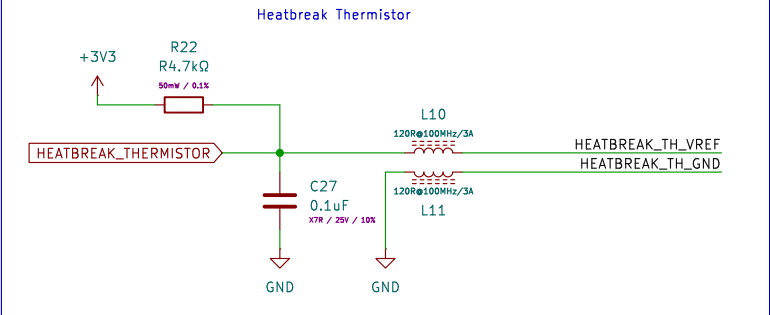 Heatbreak Thermistor
+3V3
R22
R4.7kΩ
50mW / 0.1%
L10
120R@100MHz/3A
HEATBREAK_THERMISTOR
HEATBREAK_TH_VREF
HEATBREAK_TH_GND
C27
0.1uF
X7R / 25V / 10%
120R@100MHz/3A
L11
GND
GND